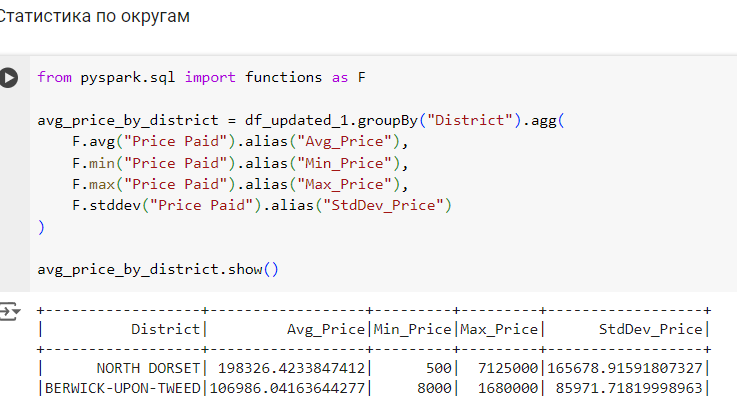 Статистика по округам
from pyspark.sql import functions as F
avg_price_by_district = df_updated_1.groupBy("District").agg(
    F.avg("Price Paid").alias("Avg_Price"),
    F.min("Price Paid").alias("Min_Price"),
    F.max("Price Paid").alias("Max_Price"),
    F.stddev("Price Paid").alias("StdDev_Price")
)
avg_price_by_district.show()
+------------------+------------------+---------+---------+------------------+
|          District|         Avg_Price|Min_Price|Max_Price|      StdDev_Price|
+------------------+------------------+---------+---------+------------------+
|      NORTH DORSET| 198326.4233847412|      500|  7125000|165678.91591807327|
|BERWICK-UPON-TWEED|106986.04163644277|     8000|  1680000| 85971.71819998963|